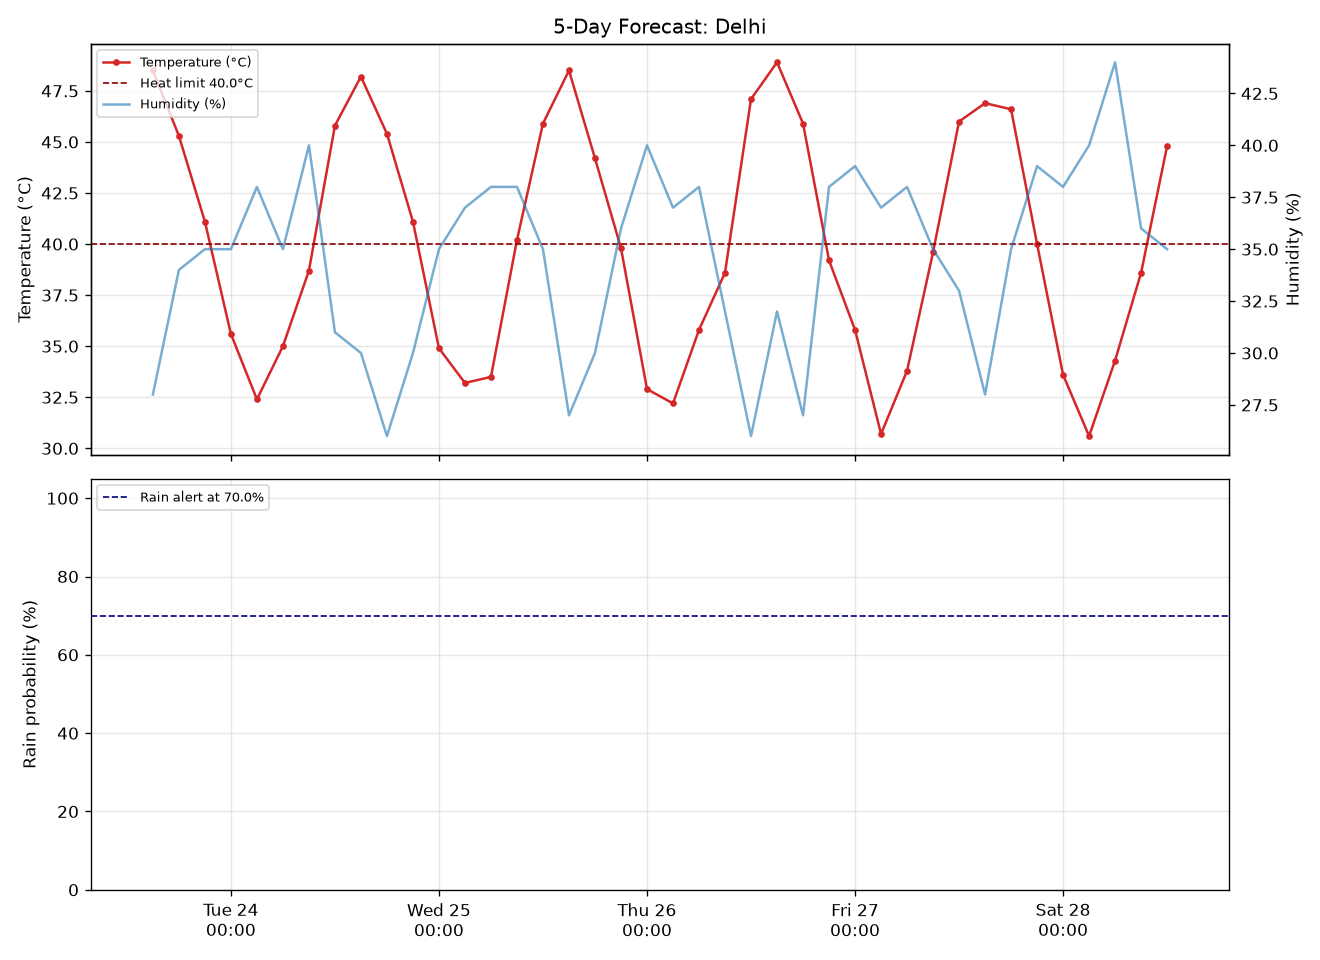 5-Day Forecast: Delhi
Temperature (°C)
Heat limit 40.0°C
Humidity (%)
Temperature (°C)
47.5
45.0
42.5
40.0
37.5
35.0
32.5
30.0
42.5
40.0
37.5
35.0
32.5
30.0
27.5
Humidity (%)
Rain alert at 70.0%
Rain probability (%)
100
80
60
40
20
0
Tue 24
00:00
Wed 25
00:00
Thu 26
00:00
Fri 27
00:00
Sat 28
00:00